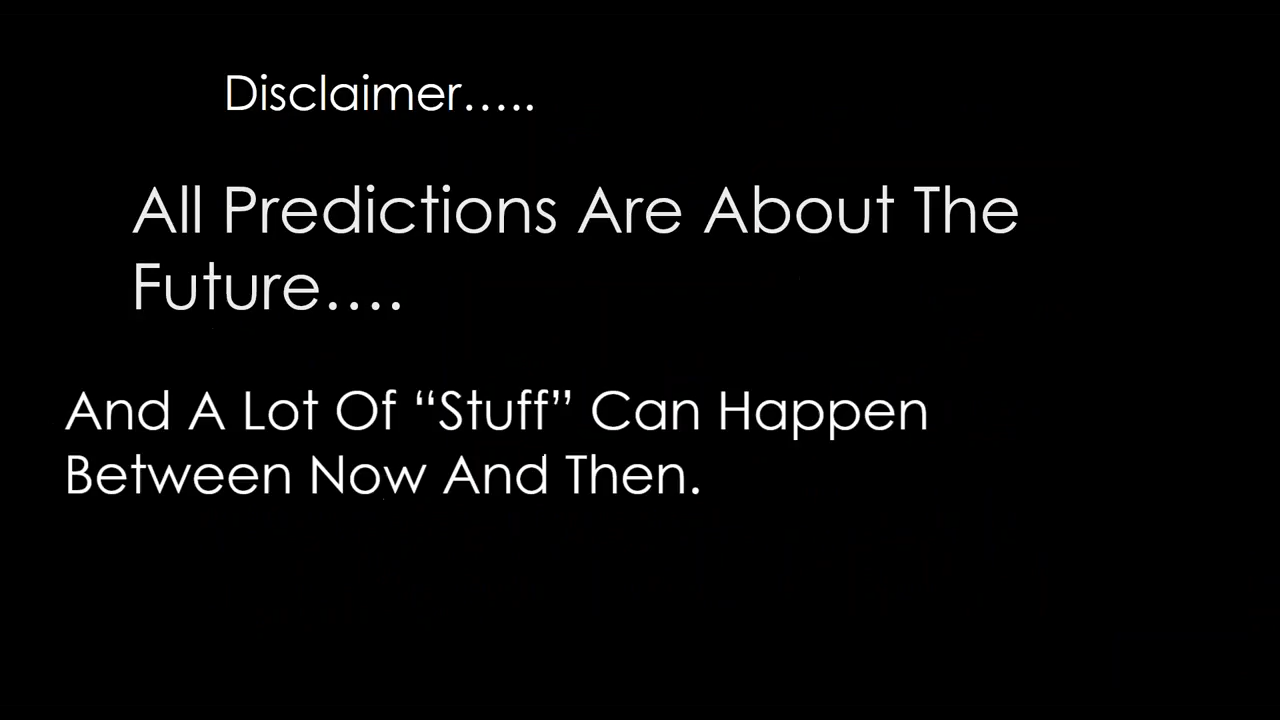 Disclaimer…..
All Predictions Are About The
Future….
And A Lot Of “Stuff” Can Happen
Between Now And Then.